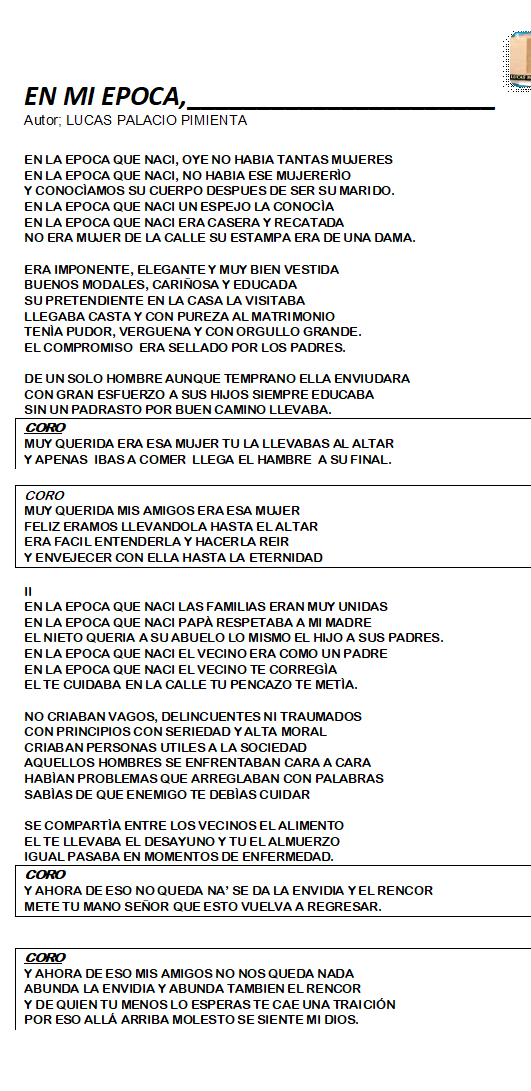 EN MI EPOCA,______________________
Autor; LUCAS PALACIO PIMIENTA
EN LA EPOCA QUE NACI, OYE NO HABIA TANTAS MUJERES
EN LA EPOCA QUE NACI, NO HABIA ESE MUJERERÌO
Y CONOCÌAMOS SU CUERPO DESPUES DE SER SU MARIDO.
EN LA EPOCA QUE NACI UN ESPEJO LA CONOCÌA
EN LA EPOCA QUE NACI ERA CASERA Y RECATADA
NO ERA MUJER DE LA CALLE SU ESTAMPA ERA DE UNA DAMA.
ERA IMPONENTE, ELEGANTE Y MUY BIEN VESTIDA
BUENOS MODALES, CARIÑOSA Y EDUCADA
SU PRETENDIENTE EN LA CASA LA VISITABA
LLEGABA CASTA Y CON PUREZA AL MATRIMONIO
TENÌA PUDOR, VERGUENA Y CON ORGULLO GRANDE.
EL COMPROMISO ERA SELLADO POR LOS PADRES.
DE UN SOLO HOMBRE AUNQUE TEMPRANO ELLA ENVIUDARA
CON GRAN ESFUERZO A SUS HIJOS SIEMPRE EDUCABA
SIN UN PADRASTO POR BUEN CAMINO LLEVABA.
CORO
MUY QUERIDA ERA ESA MUJER TU LA LLEVABAS AL ALTAR
Y APENAS IBAS A COMER LLEGA EL HAMBRE A SU FINAL.
CORO
MUY QUERIDA MIS AMIGOS ERA ESA MUJER
FELIZ ERAMOS LLEVANDOLA HASTA EL ALTAR
ERA FACIL ENTENDERLA Y HACERLA REIR
Y ENVEJECER CON ELLA HASTA LA ETERNIDAD
II
EN LA EPOCA QUE NACI LAS FAMILIAS ERAN MUY UNIDAS
EN LA EPOCA QUE NACI PAPÀ RESPETABA A MI MADRE
EL NIETO QUERIA A SU ABUELO LO MISMO EL HIJO A SUS PADRES.
EN LA EPOCA QUE NACI EL VECINO ERA COMO UN PADRE
EN LA EPOCA QUE NACI EL VECINO TE CORREGÌA
EL TE CUIDABA EN LA CALLE TU PENCAZO TE METÌA.
NO CRIABAN VAGOS, DELINCUENTES NI TRAUMADOS
CON PRINCIPIOS CON SERIEDAD Y ALTA MORAL
CRIABAN PERSONAS UTILES A LA SOCIEDAD
AQUELLOS HOMBRES SE ENFRENTABAN CARA A CARA
HABÌAN PROBLEMAS QUE ARREGLABAN CON PALABRAS
SABÌAS DE QUE ENEMIGO TE DEBÌAS CUIDAR
SE COMPARTÌA ENTRE LOS VECINOS EL ALIMENTO
EL TE LLEVABA EL DESAYUNO Y TU EL ALMUERZO
IGUAL PASABA EN MOMENTOS DE ENFERMEDAD.
CORO
Y AHORA DE ESO NO QUEDA NA’ SE DA LA ENVIDIA Y EL RENCOR
METE TU MANO SEÑOR QUE ESTO VUELVA A REGRESAR.
CORO
Y AHORA DE ESO MIS AMIGOS NO NOS QUEDA NADA
ABUNDA LA ENVIDIA Y ABUNDA TAMBIEN EL RENCOR
Y DE QUIEN TU MENOS LO ESPERAS TE CAE UNA TRAICIÓN
POR ESO ALLÁ ARRIBA MOLESTO SE SIENTE MI DIOS.